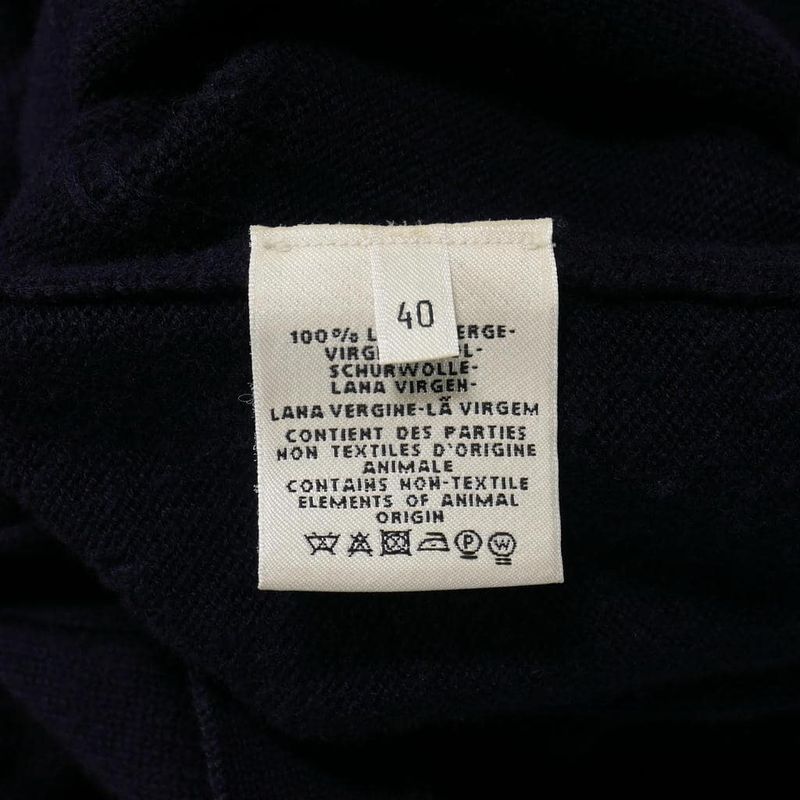 40
100% L ERGE-
VIRG L-
SCHURWOLLE-
LANA VIRGEN-
LANA VERGINE-LÃ VIRGEM
CONTIENT DES PARTIES
NON TEXTILES D'ORIGINE
ANIMALE
CONTAINS NON-TEXTILE
ELEMENTS OF ANIMAL
ORIGIN
P W